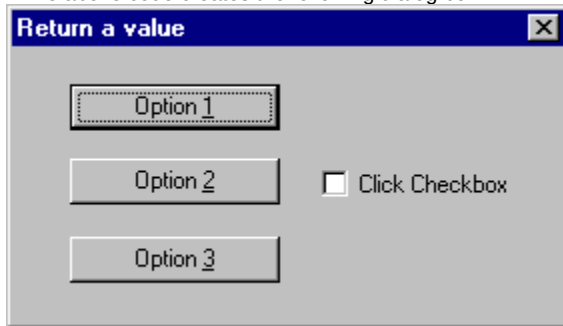 Return a value
Option 1
Option 2
Click Checkbox
Option 3